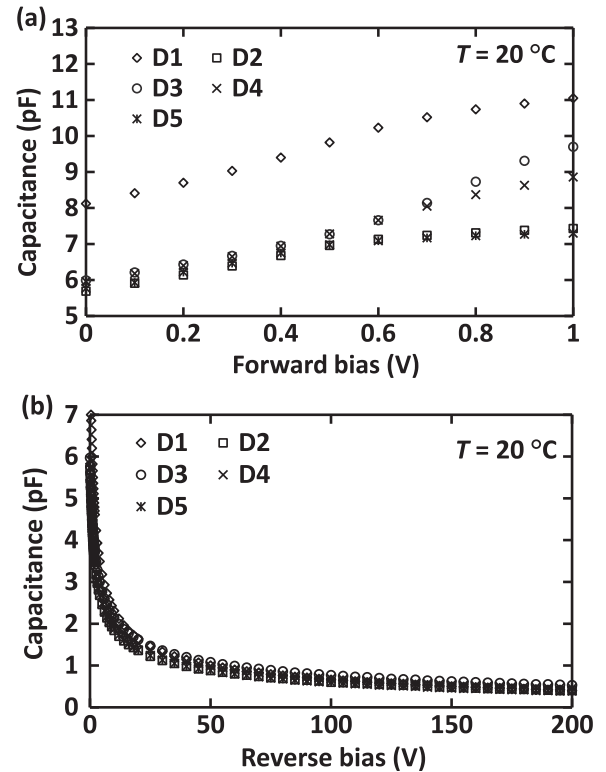 (a)
13
12
11
10
9
8
7
6
5
Capacitance (pF)
D1 D2
D3 D4
D5
T = 20 °C
0 0.2 0.4 0.6 0.8 1
Forward bias (V)
(b)
7
6
5
4
3
2
1
0
Capacitance (pF)
D1 D2
D3 D4
D5
T = 20 °C
0 50 100 150 200
Reverse bias (V)